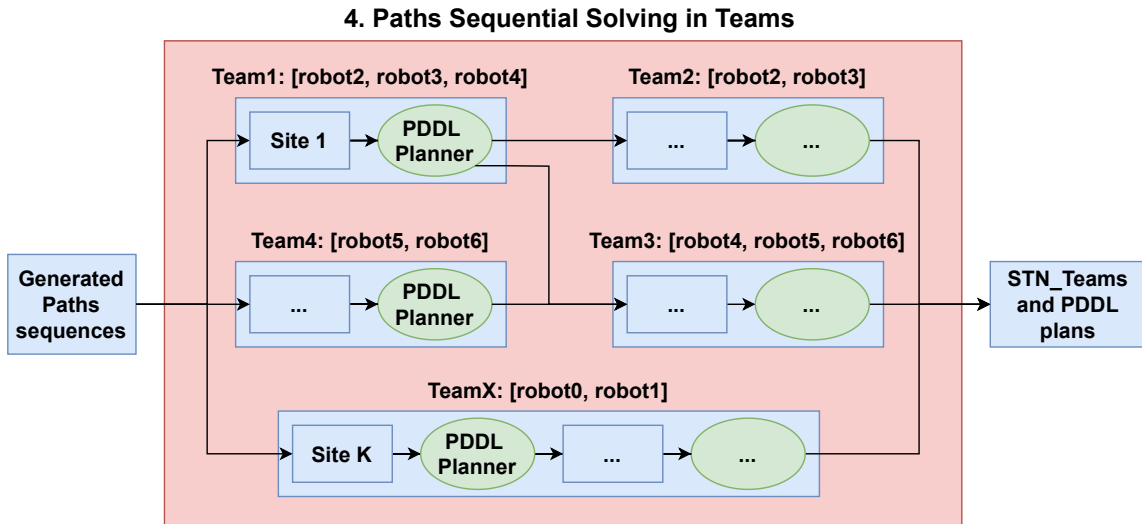 4. Paths Sequential Solving in Teams
Team1: [robot2, robot3, robot4]
Team2: [robot2, robot3]
Site 1
PDDL
Planner
...
...
Team4: [robot5, robot6]
Team3: [robot4, robot5, robot6]
Generated
Paths
sequences
...
PDDL
Planner
...
...
STN_Teams
and PDDL
plans
TeamX: [robot0, robot1]
Site K
PDDL
Planner
...
...